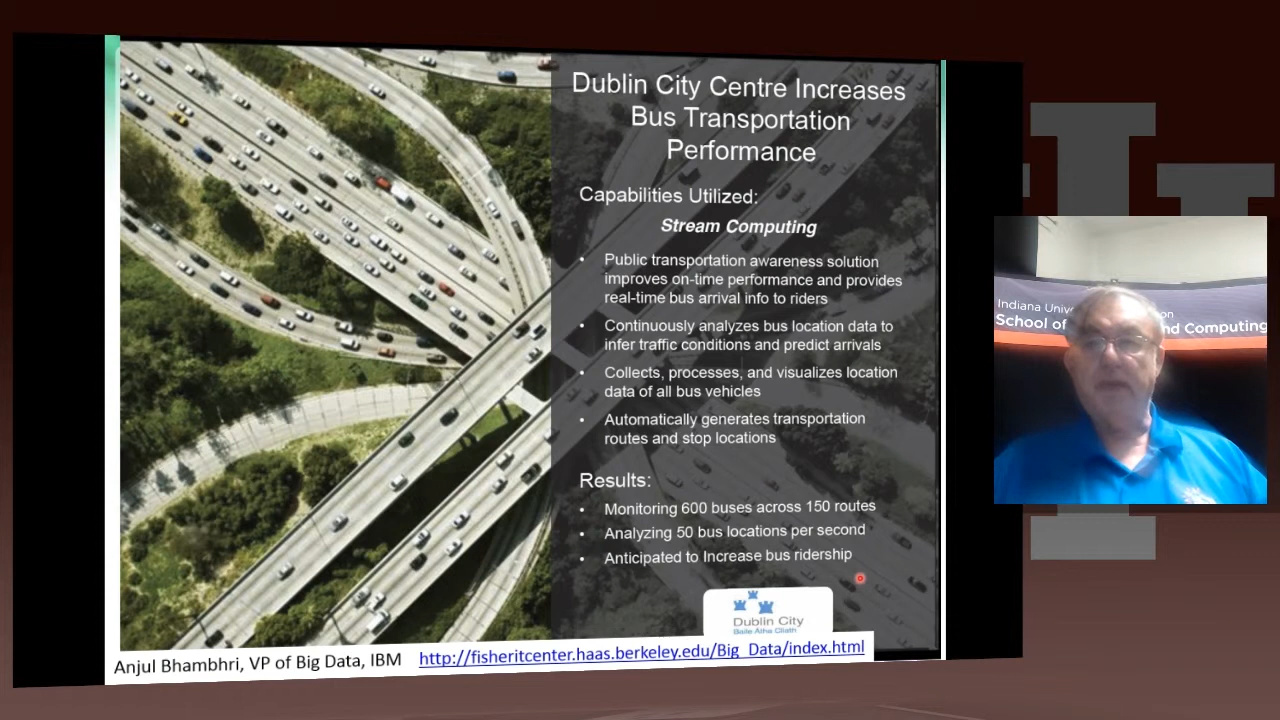 Dublin City Centre Increases
Bus Transportation
Performance
Capabilities Utilized:
Stream Computing
• Public transportation awareness solution
improves on-time performance and provides
real-time bus arrival info to riders
• Continuously analyzes bus location data to
infer traffic conditions and predict arrivals
• Collects, processes, and visualizes location
data of all bus vehicles
• Automatically generates transportation
routes and stop locations
Results:
• Monitoring 600 buses across 150 routes
• Analyzing 50 bus locations per second
• Anticipated to Increase bus ridership
Dublin City
Baile Átha Cliath
Anjul Bhambhri, VP of Big Data, IBM http://fisheritcenter.haas.berkeley.edu/Big_Data/index.html
Indiana
School of and Computing